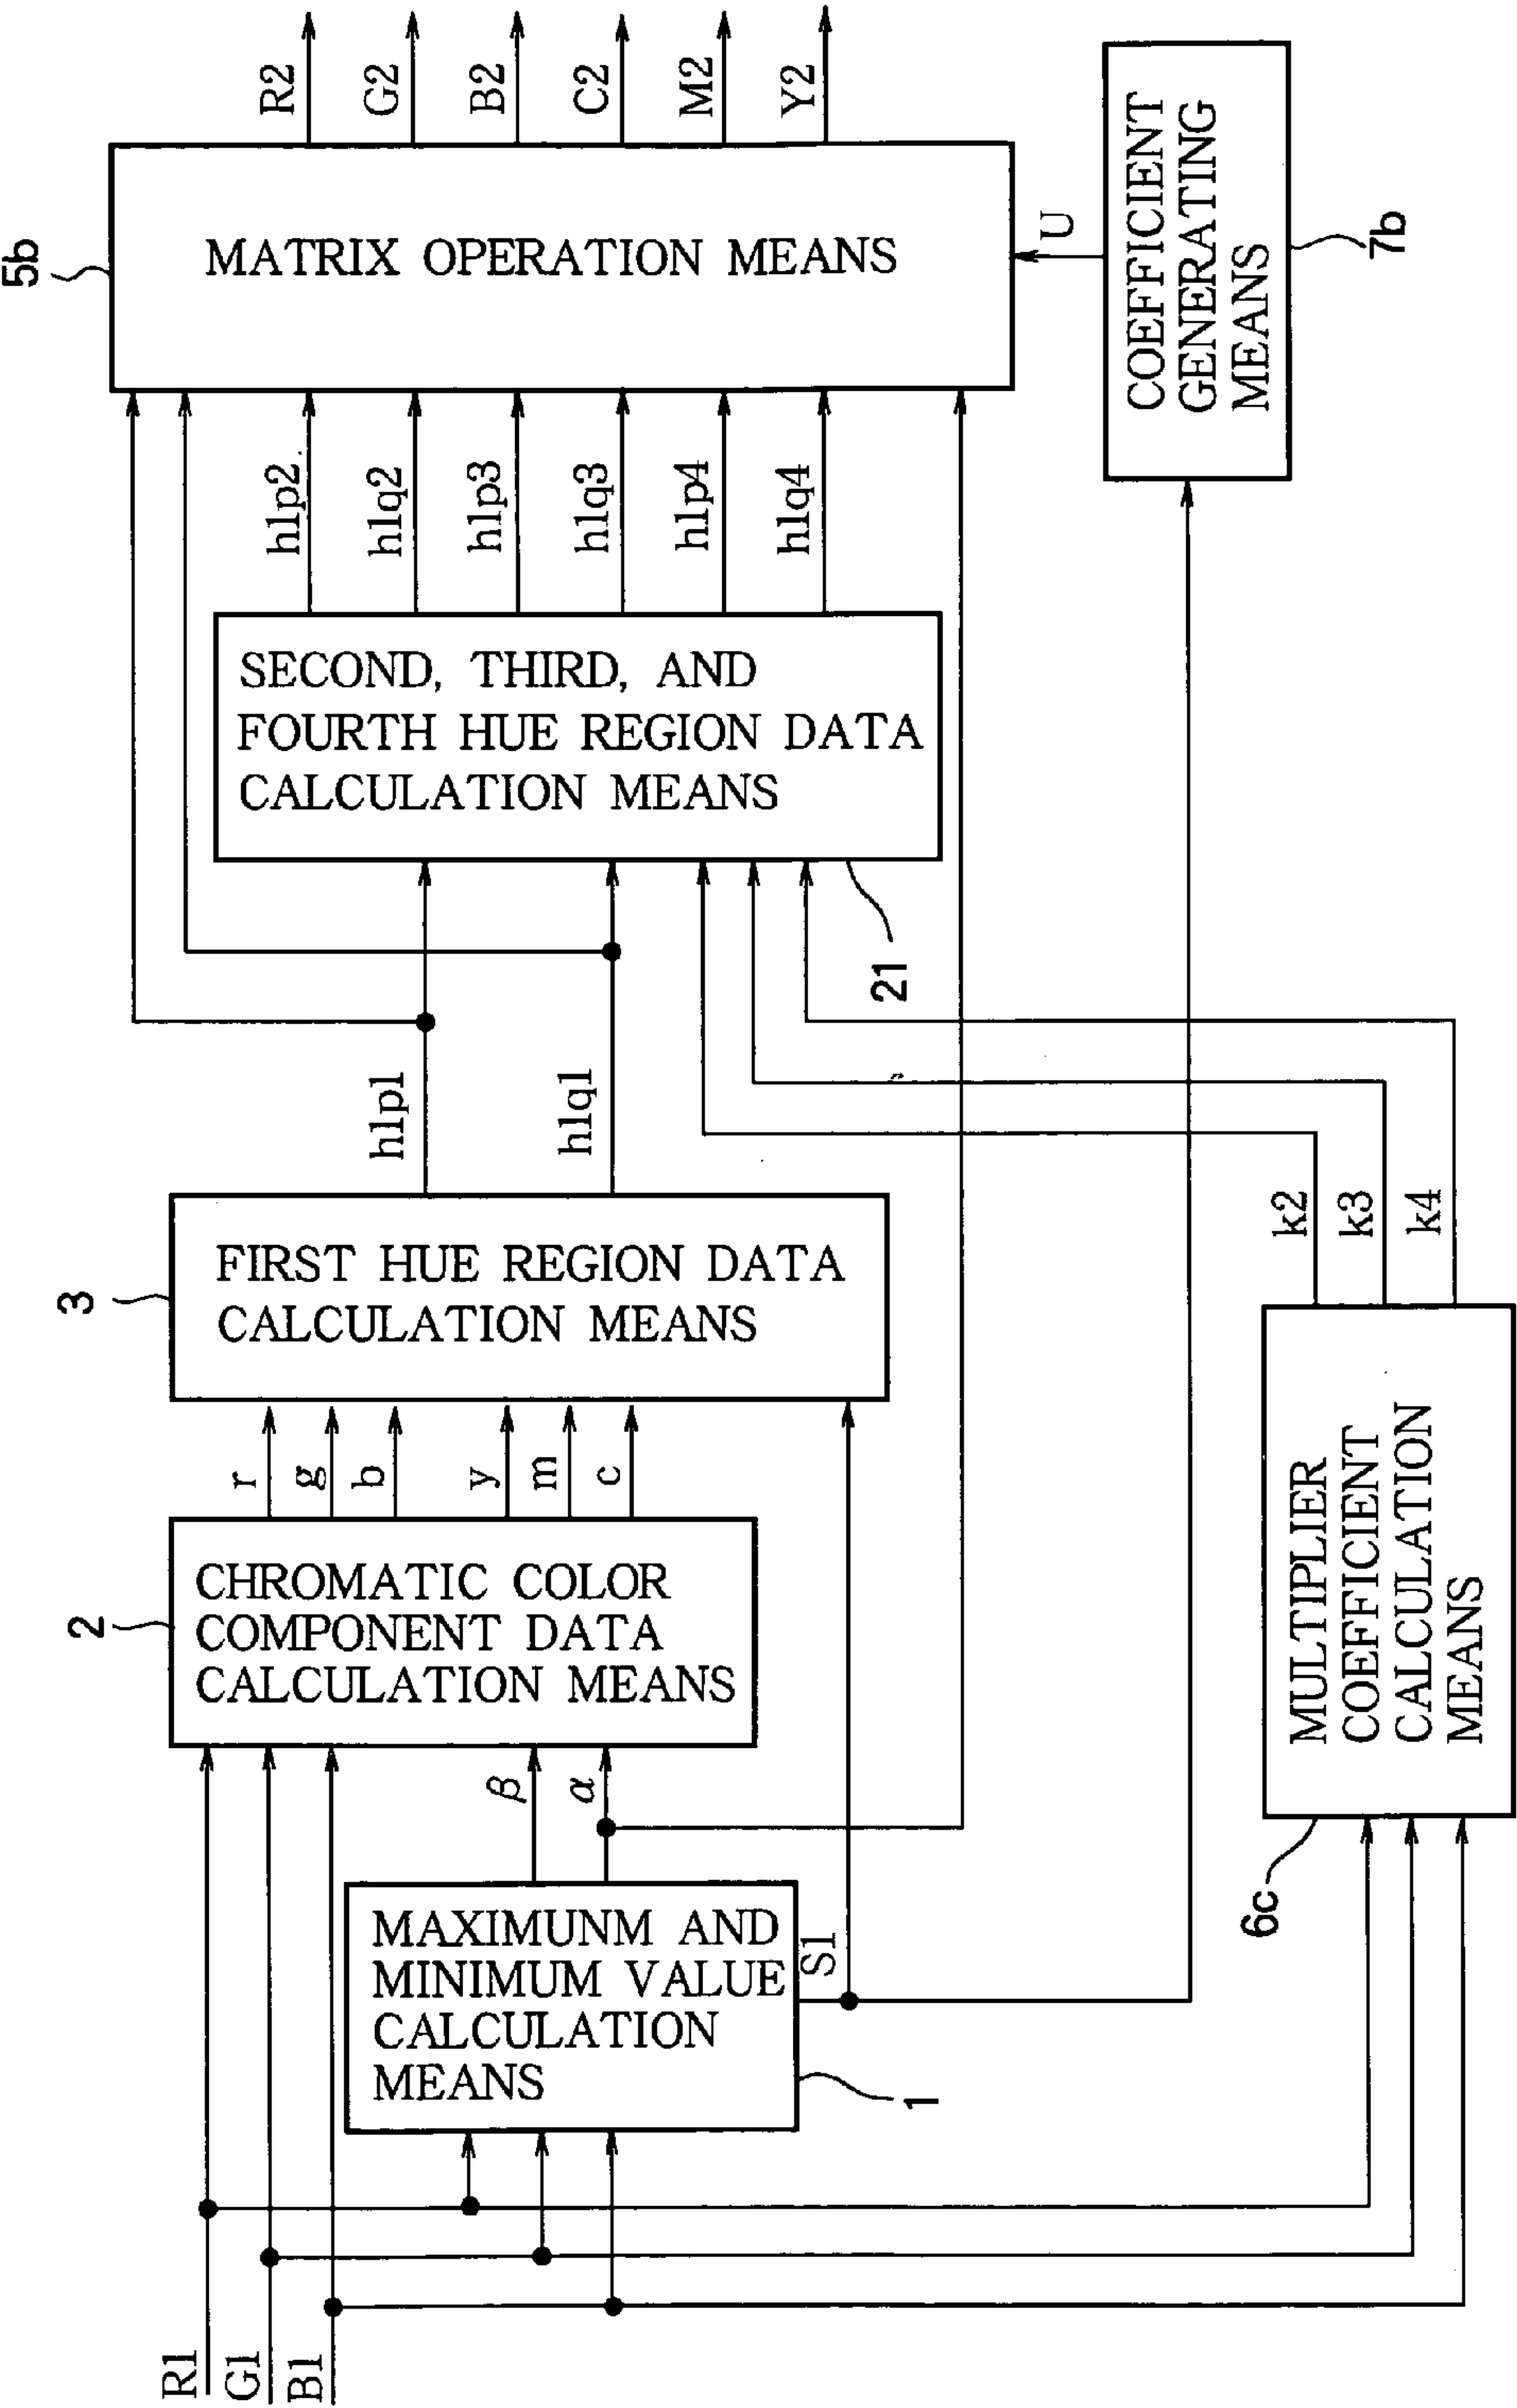 R1
G1
B1
MAXIMUNM AND
MINIMUM VALUE
CALCULATION
MEANS
1
S1
β
α
2
CHROMATIC COLOR
COMPONENT DATA
CALCULATION MEANS
r
g
b
y
m
c
3
FIRST HUE REGION DATA
CALCULATION MEANS
h1p1
h1q1
SECOND, THIRD, AND
FOURTH HUE REGION DATA
CALCULATION MEANS
21
h1p2
h1q2
h1p3
h1q3
h1p4
h1q4
5b
MATRIX OPERATION MEANS
R2
G2
B2
C2
M2
Y2
U
COEFFICIENT
GENERATING
MEANS
7b
6c
MULTIPLIER
COEFFICIENT
CALCULATION
MEANS
k2
k3
k4